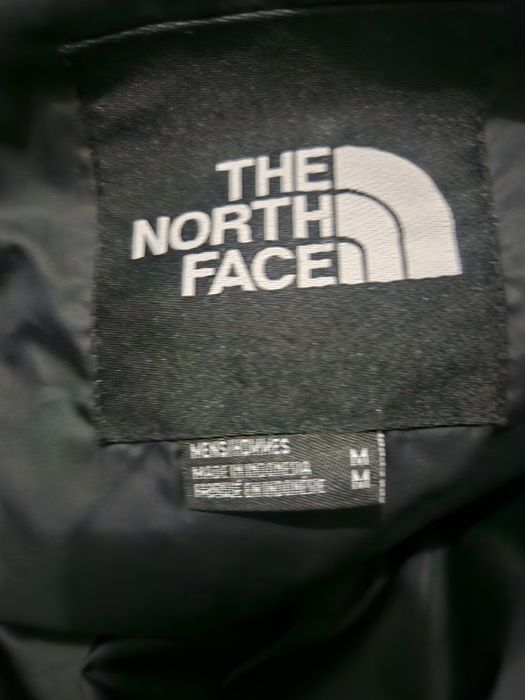 THE
NORTH
FACE
MENS/HOMMES M
MADE IN INDONESIA M
FABRIQUÉ EN INDONÉSIE